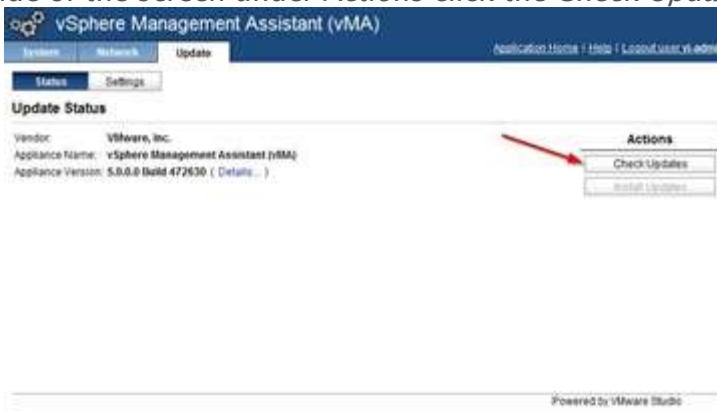 side of the screen under Actions click the Check Upda
vSphere Management Assistant (vMA)
System Network Update
Application Home | Help | Logout user vi-admi
Status Settings
Update Status
Vendor: VMware, Inc.
Appliance Name: vSphere Management Assistant (vMA)
Appliance Version: 5.0.0.0 Build 472630 ( Details... )
Actions
Check Updates
Install Updates
Powered by VMware Studio